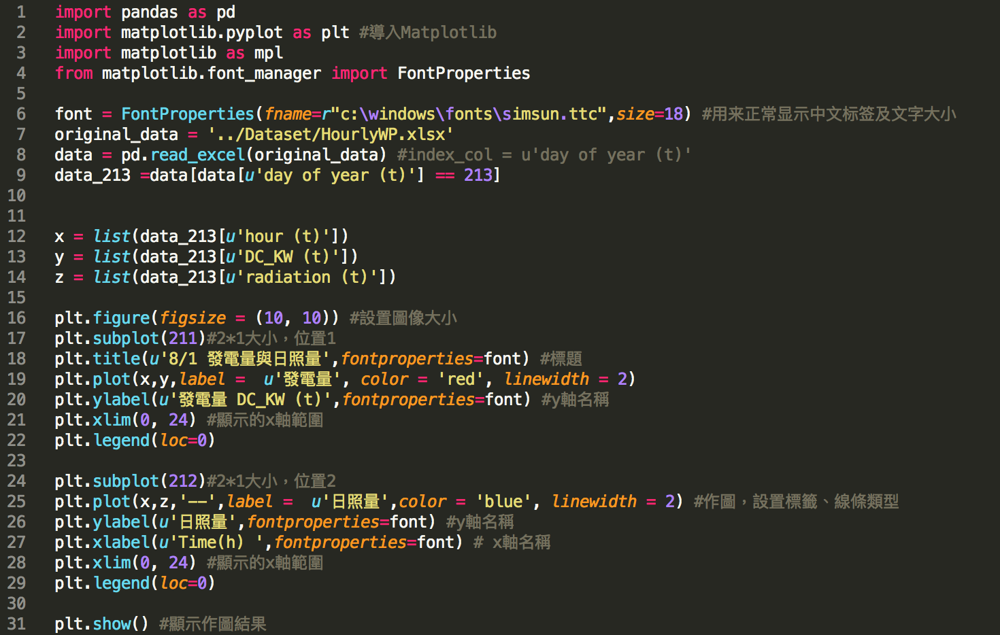 1 import pandas as pd
2 import matplotlib.pyplot as plt #導入Matplotlib
3 import matplotlib as mpl
4 from matplotlib.font_manager import FontProperties
5
6 font = FontProperties(fname=r"c:\windows\fonts\simsun.ttc",size=18) #用来正常显示中文标签及文字大小
7 original_data = '../Dataset/HourlyWP.xlsx'
8 data = pd.read_excel(original_data) #index_col = u'day of year (t)'
9 data_213 =data[data[u'day of year (t)'] == 213]
10
11
12 x = list(data_213[u'hour (t)'])
13 y = list(data_213[u'DC_KW (t)'])
14 z = list(data_213[u'radiation (t)'])
15
16 plt.figure(figsize = (10, 10)) #設置圖像大小
17 plt.subplot(211)#2*1大小，位置1
18 plt.title(u'8/1 發電量與日照量',fontproperties=font) #標題
19 plt.plot(x,y,label =  u'發電量', color = 'red', linewidth = 2)
20 plt.ylabel(u'發電量 DC_KW (t)',fontproperties=font) #y軸名稱
21 plt.xlim(0, 24) #顯示的x軸範圍
22 plt.legend(loc=0)
23
24 plt.subplot(212)#2*1大小，位置2
25 plt.plot(x,z,'--',label =  u'日照量',color = 'blue', linewidth = 2) #作圖，設置標籤、線條類型
26 plt.ylabel(u'日照量',fontproperties=font) #y軸名稱
27 plt.xlabel(u'Time(h) ',fontproperties=font) # x軸名稱
28 plt.xlim(0, 24) #顯示的x軸範圍
29 plt.legend(loc=0)
30
31 plt.show() #顯示作圖結果